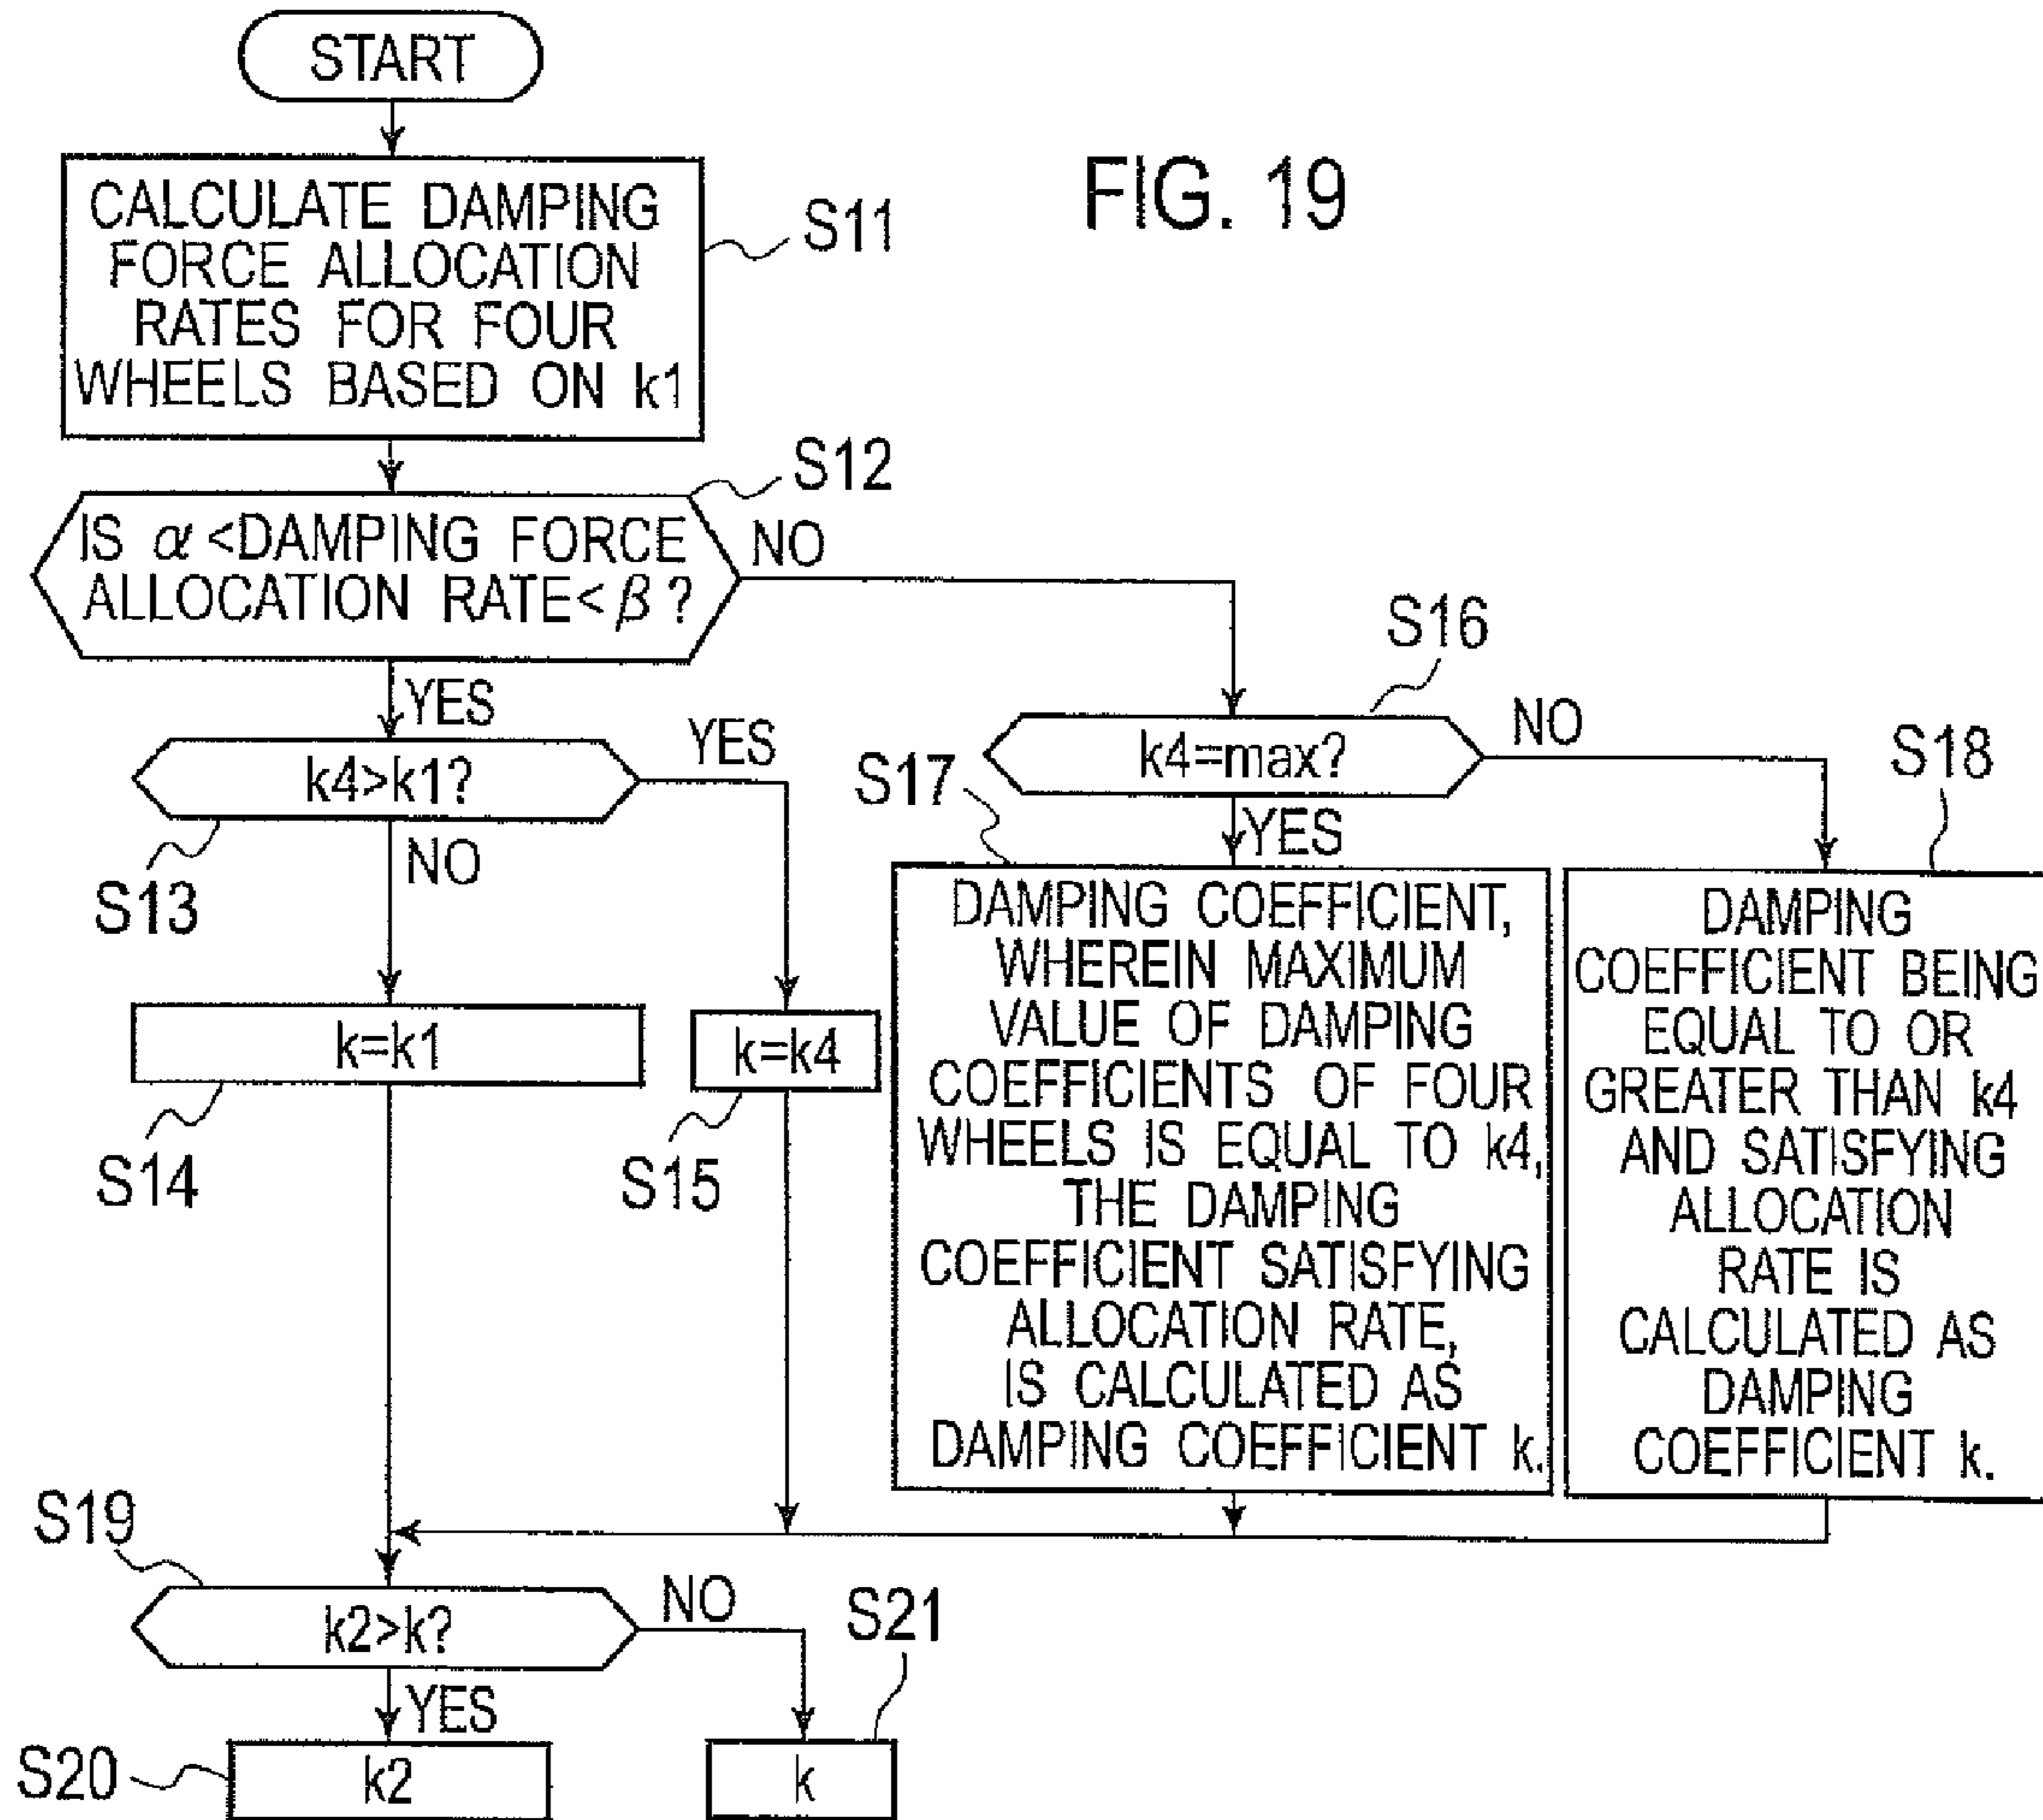 START
FIG. 19
CALCULATE DAMPING
FORCE ALLOCATION
RATES FOR FOUR
WHEELS BASED ON k1
S11
S12
IS α<DAMPING FORCE
ALLOCATION RATE<β?
NO
YES
S16
k4>k1?
YES
S13
NO
k4=max?
NO
YES
S17
S18
k=k1
S14
k=k4
S15
DAMPING COEFFICIENT,
WHEREIN MAXIMUM
VALUE OF DAMPING
COEFFICIENTS OF FOUR
WHEELS IS EQUAL TO k4,
THE DAMPING
COEFFICIENT SATISFYING
ALLOCATION RATE,
IS CALCULATED AS
DAMPING COEFFICIENT k.
DAMPING
COEFFICIENT BEING
EQUAL TO OR
GREATER THAN k4
AND SATISFYING
ALLOCATION
RATE IS
CALCULATED AS
DAMPING
COEFFICIENT k.
S19
k2>k?
NO
S21
YES
S20
k2
k